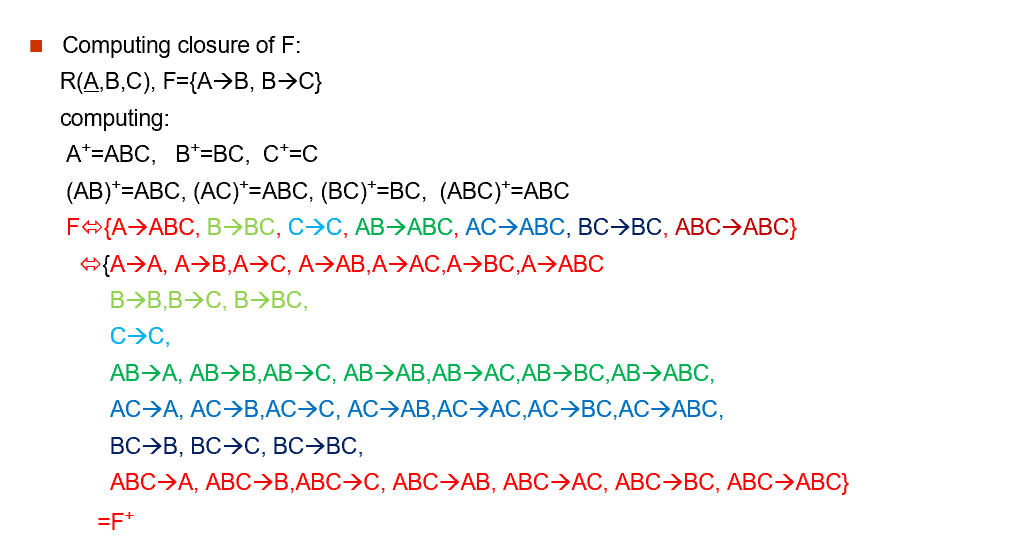 ■ Computing closure of F:
R(A,B,C), F={A→B, B→C}
computing:
A⁺=ABC, B⁺=BC, C⁺=C
(AB)⁺=ABC, (AC)⁺=ABC, (BC)⁺=BC, (ABC)⁺=ABC
F⇔{A→ABC, B→BC, C→C, AB→ABC, AC→ABC, BC→BC, ABC→ABC}
⇔{A→A, A→B,A→C, A→AB,A→AC,A→BC,A→ABC
B→B,B→C, B→BC,
C→C,
AB→A, AB→B,AB→C, AB→AB,AB→AC,AB→BC,AB→ABC,
AC→A, AC→B,AC→C, AC→AB,AC→AC,AC→BC,AC→ABC,
BC→B, BC→C, BC→BC,
ABC→A, ABC→B,ABC→C, ABC→AB, ABC→AC, ABC→BC, ABC→ABC}
=F⁺